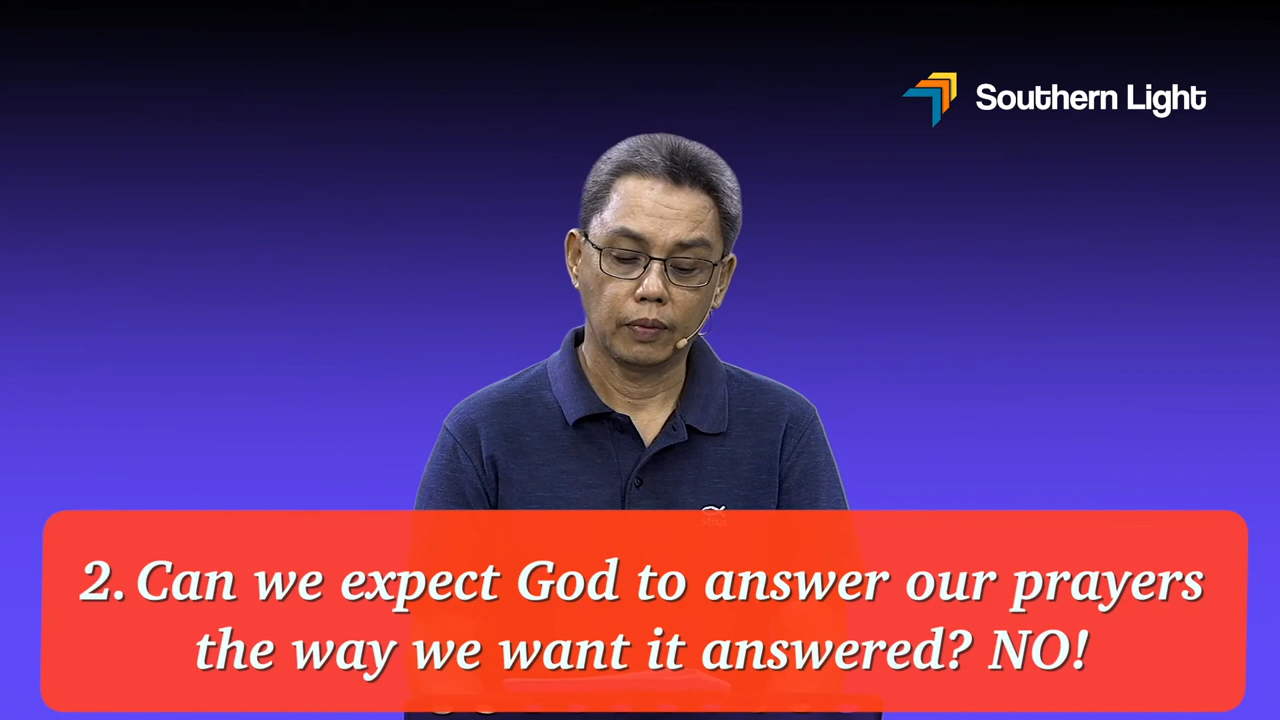 Southern Light
2. Can we expect God to answer our prayers
the way we want it answered? NO!